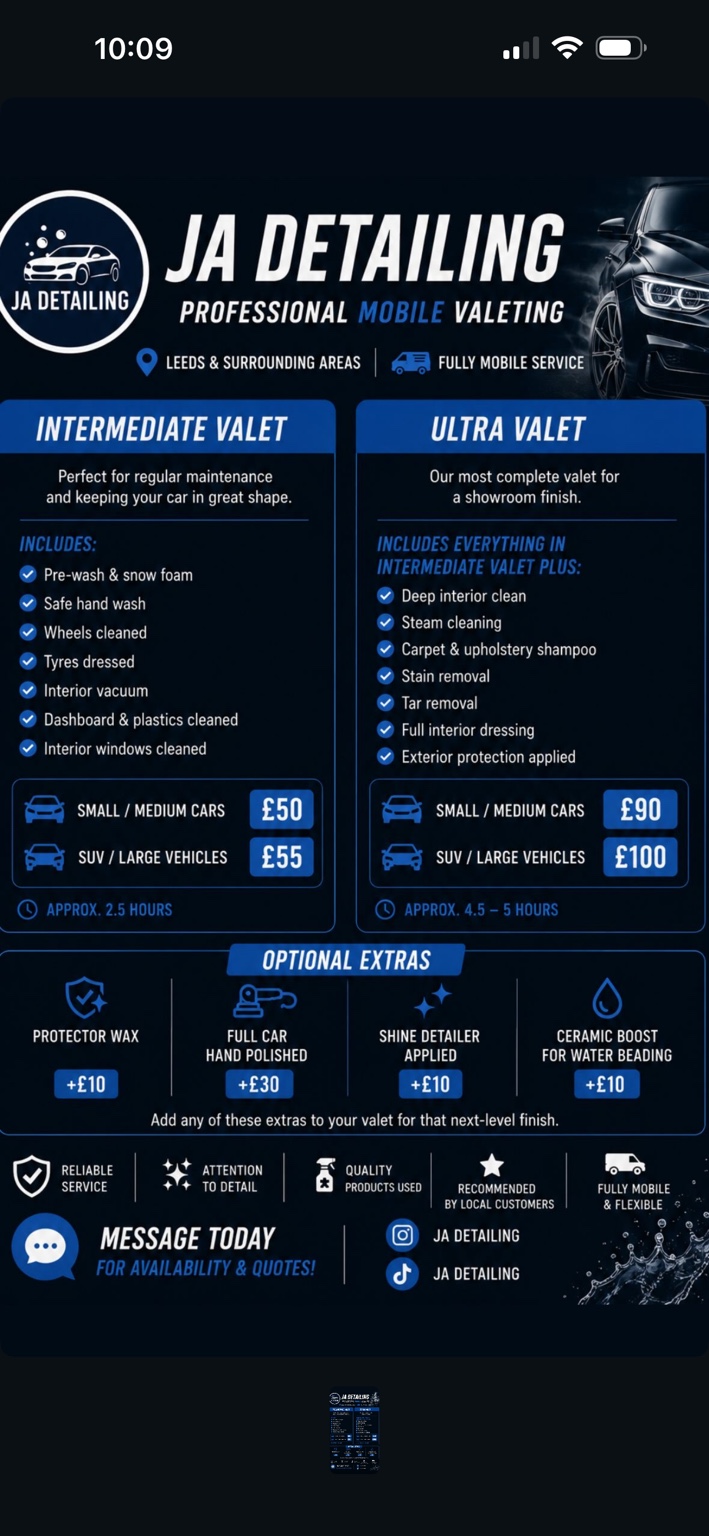 10:09
JA DETAILING
JA DETAILING
PROFESSIONAL MOBILE VALETING
LEEDS & SURROUNDING AREAS
FULLY MOBILE SERVICE
INTERMEDIATE VALET
Perfect for regular maintenance
and keeping your car in great shape.
INCLUDES:
Pre-wash & snow foam
Safe hand wash
Wheels cleaned
Tyres dressed
Interior vacuum
Dashboard & plastics cleaned
Interior windows cleaned
SMALL / MEDIUM CARS £50
SUV / LARGE VEHICLES £55
APPROX. 2.5 HOURS
ULTRA VALET
Our most complete valet for
a showroom finish.
INCLUDES EVERYTHING IN
INTERMEDIATE VALET PLUS:
Deep interior clean
Steam cleaning
Carpet & upholstery shampoo
Stain removal
Tar removal
Full interior dressing
Exterior protection applied
SMALL / MEDIUM CARS £90
SUV / LARGE VEHICLES £100
APPROX. 4.5 – 5 HOURS
OPTIONAL EXTRAS
PROTECTOR WAX
+£10
FULL CAR
HAND POLISHED
+£30
SHINE DETAILER
APPLIED
+£10
CERAMIC BOOST
FOR WATER BEADING
+£10
Add any of these extras to your valet for that next-level finish.
RELIABLE
SERVICE
ATTENTION
TO DETAIL
QUALITY
PRODUCTS USED
RECOMMENDED
BY LOCAL CUSTOMERS
FULLY MOBILE
& FLEXIBLE
MESSAGE TODAY
FOR AVAILABILITY & QUOTES!
JA DETAILING
JA DETAILING